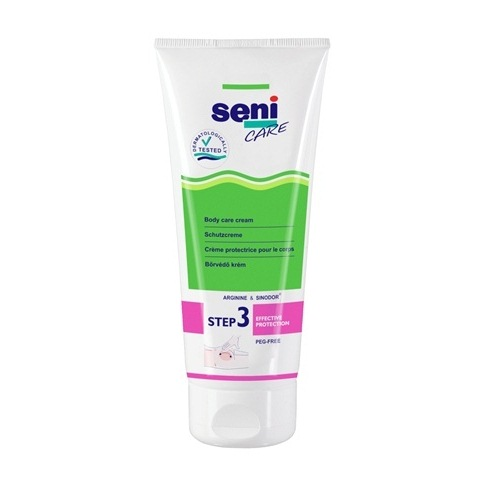 seni
CARE
DERMATOLOGICALLY
TESTED
Body care cream
Schutzcreme
Crème protectrice pour le corps
Bőrvédő krém
ARGININE & SINODOR®
STEP 3
EFFECTIVE
PROTECTION
PEG-FREE